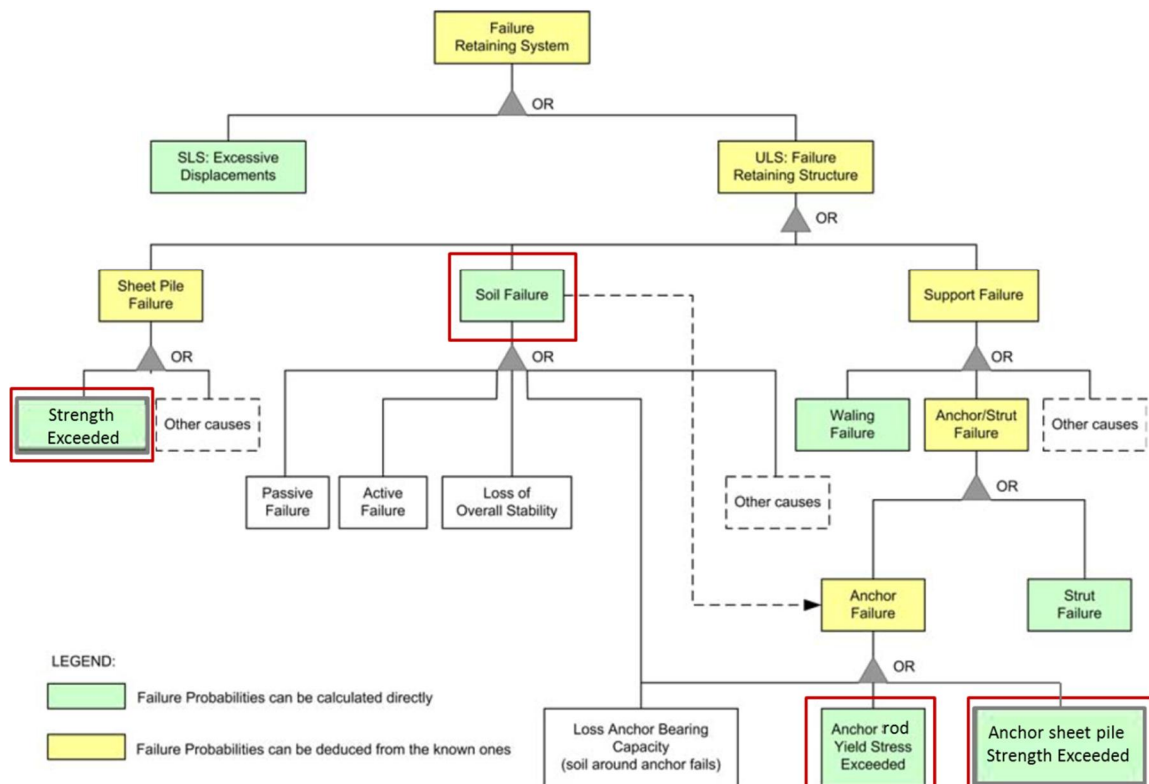 Failure
Retaining System
OR
SLS: Excessive
Displacements
ULS: Failure
Retaining Structure
OR
Sheet Pile
Failure
Soil Failure
Support Failure
OR
OR
OR
Strength
Exceeded
Other causes
Waling
Failure
Anchor/Strut
Failure
Other causes
Passive
Failure
Active
Failure
Loss of
Overall Stability
Other causes
OR
Anchor
Failure
Strut
Failure
LEGEND:
OR
Failure Probabilities can be calculated directly
Failure Probabilities can be deduced from the known ones
Loss Anchor Bearing
Capacity
(soil around anchor fails)
Anchor rod
Yield Stress
Exceeded
Anchor sheet pile
Strength Exceeded